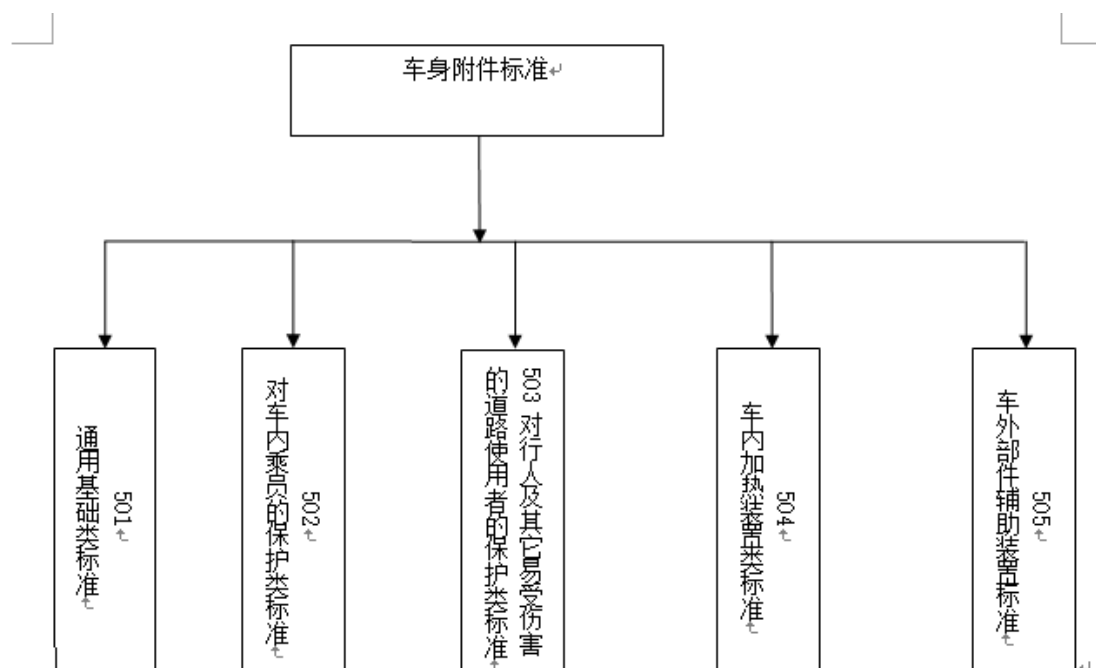 车身附件标准
501
通用基础类标准
502
对车内乘员的保护类标准
503 对行人及其它易受伤害
的道路使用者的保护类标准
504
车内加热装置类标准
505
车外部件辅助装置标准